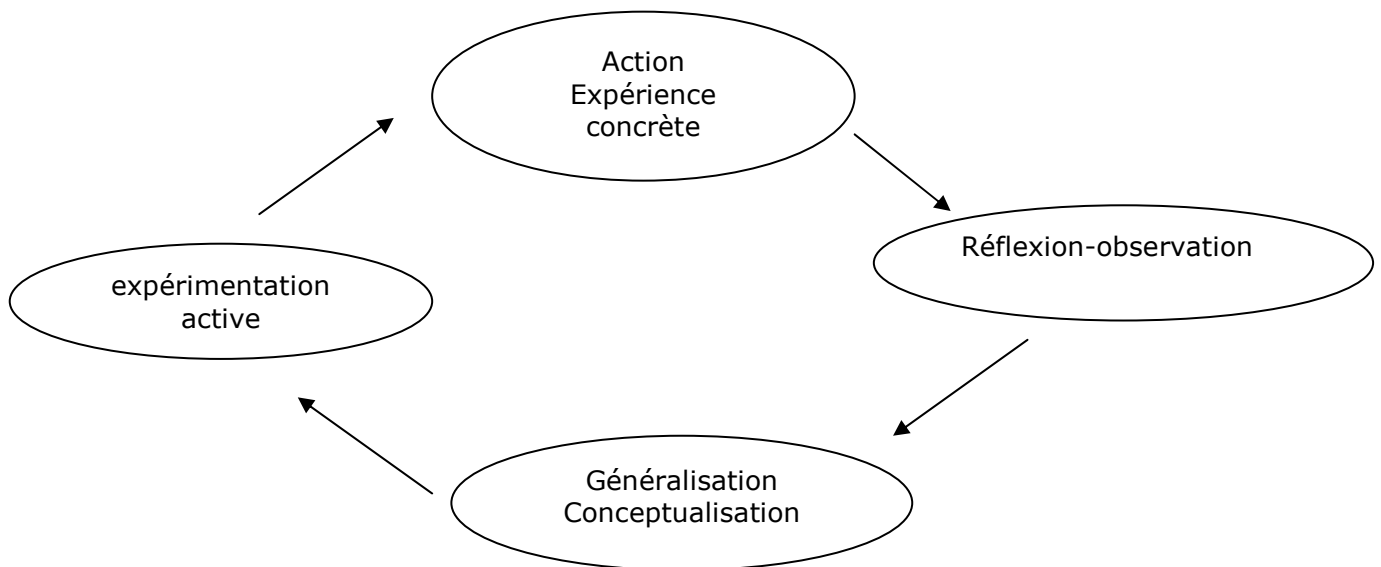 Action
Expérience
concrète
Réflexion-observation
expérimentation
active
Généralisation
Conceptualisation